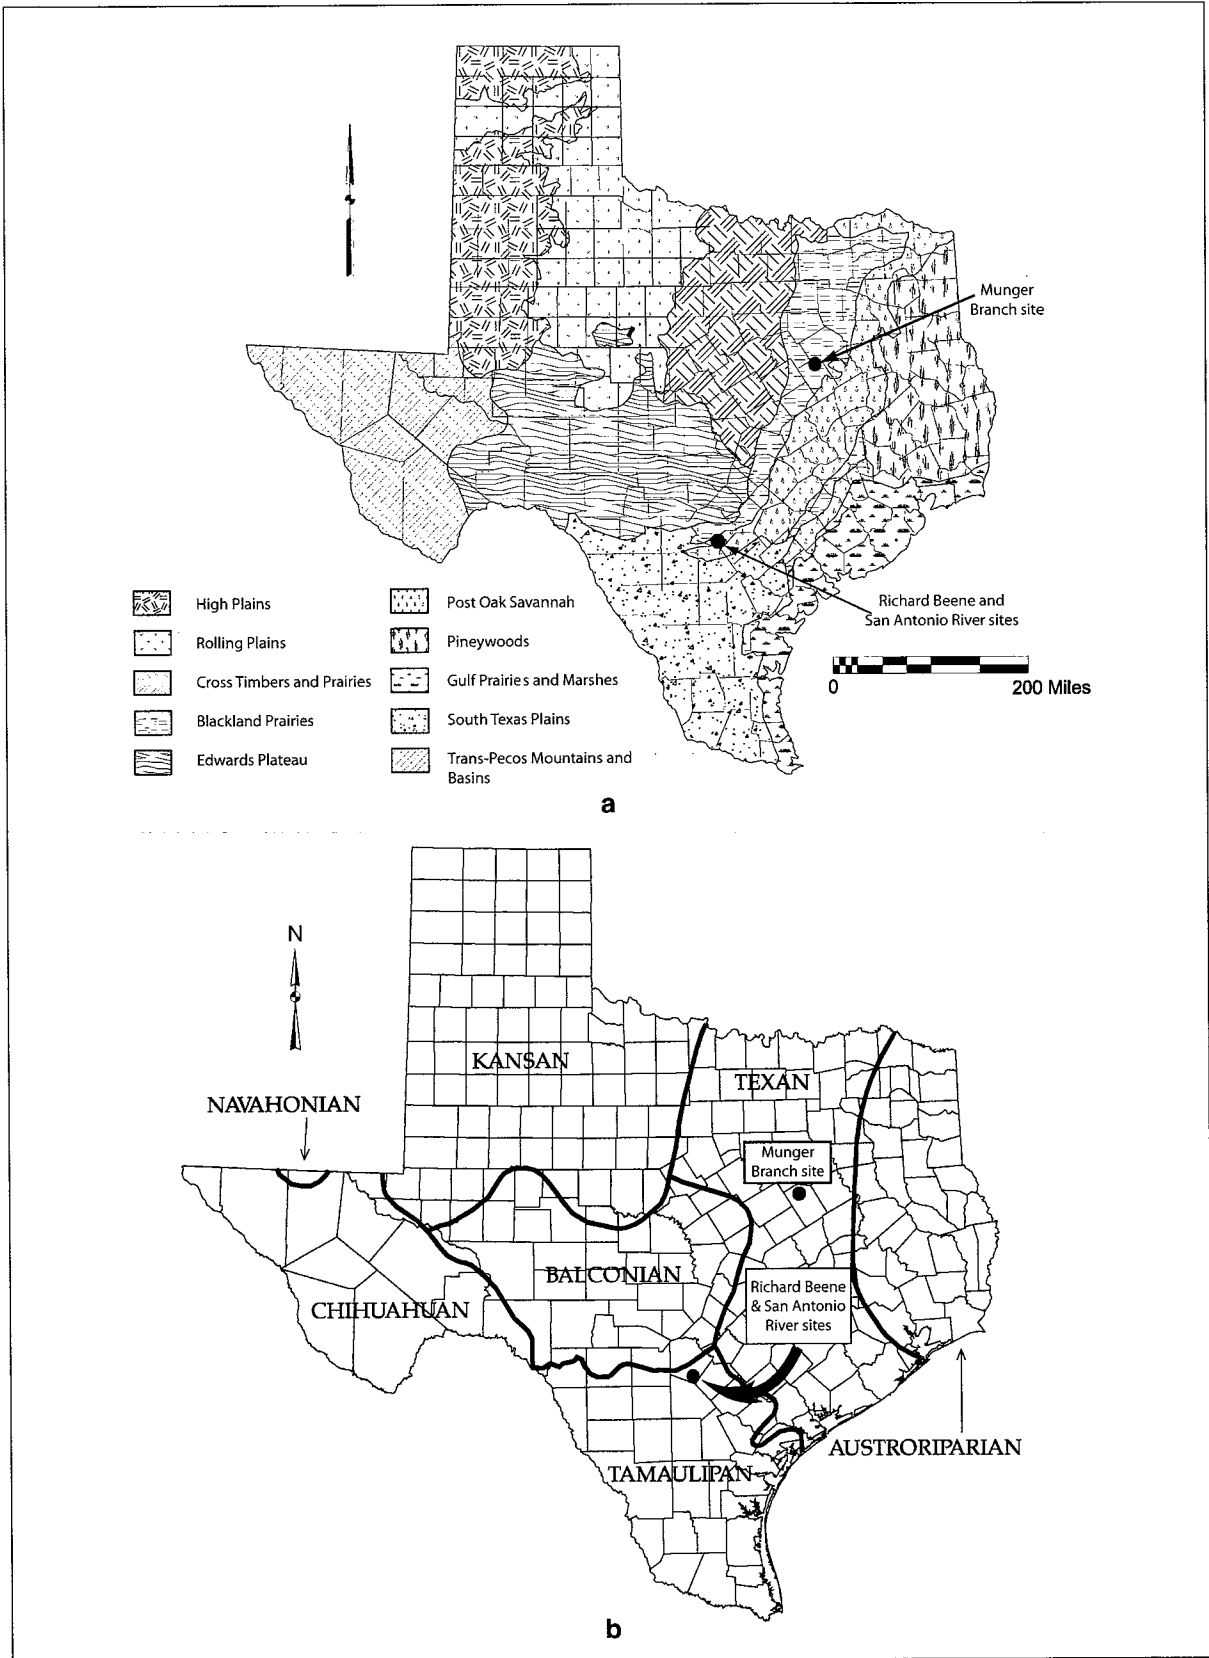 Munger
Branch site
Richard Beene and
San Antonio River sites
High Plains
Rolling Plains
Cross Timbers and Prairies
Blackland Prairies
Edwards Plateau
Post Oak Savannah
Pineywoods
Gulf Prairies and Marshes
South Texas Plains
Trans-Pecos Mountains and
Basins
0
200 Miles
a
N
KANSAN
TEXAN
NAVAHONIAN
Munger
Branch site
BALCONIAN
CHIHUAHUAN
Richard Beene
& San Antonio
River sites
AUSTRORIPARIAN
TAMAULIPAN
b